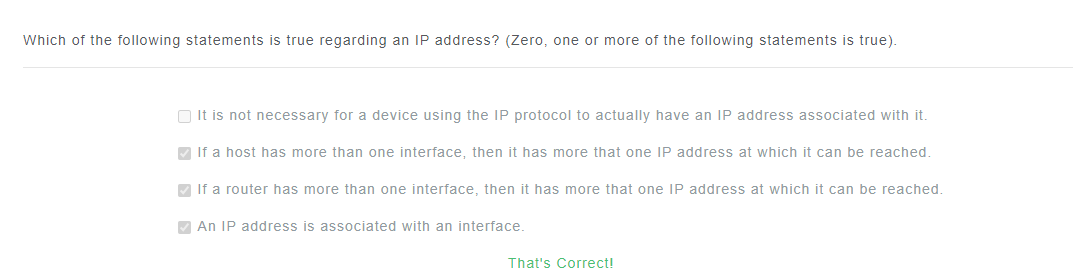 Which of the following statements is true regarding an IP address? (Zero, one or more of the following statements is true).
It is not necessary for a device using the IP protocol to actually have an IP address associated with it.
If a host has more than one interface, then it has more that one IP address at which it can be reached.
If a router has more than one interface, then it has more that one IP address at which it can be reached.
An IP address is associated with an interface.
That's Correct!